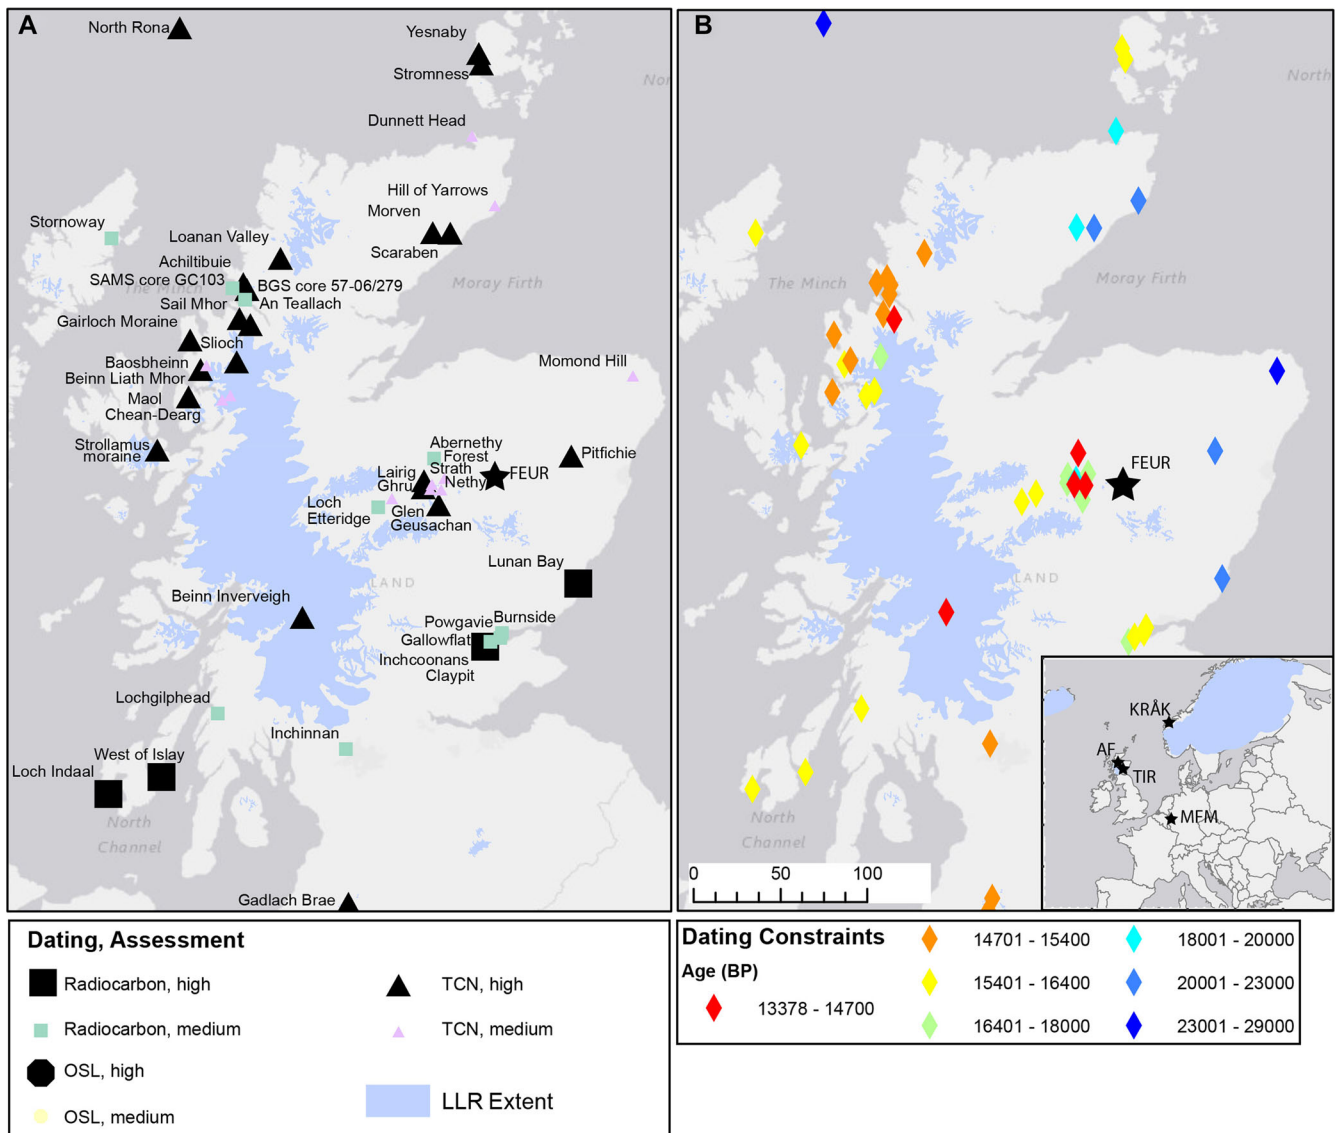 A
North Rona
Yesnaby
Stromness
Nor
Dunnett Head
Hill of Yarrows
Morven
Scaraben
Stornoway
Loanan Valley
Achiltibuie
SAMS core GC103
BGS core 57-06/279
The Minch
Moray Firth
Sail Mhor
An Teallach
Gairloch Moraine
Slioch
Baosbheinn
Beinn Liath Mhor
Momond Hill
Maol
Chean-Dearg
Strollamus
moraine
Abernethy
Forest
Pitfichie
Lairig
Ghru
Strath
Nethy
FEUR
Loch
Etteridge
Glen
Geusachan
Lunan Bay
LAND
Beinn Inverveigh
Powgavie
Burnside
Gallowflat
Inchcoonans
Claypit
Lochgilphead
Inchinnan
West of Islay
Loch Indaal
North
Channel
Gadlach Brae
B
North
The Minch
Moray Firth
FEUR
LAND
North
Channel
0 50 100
KRÅK
AF
TIR
MFM
Dating, Assessment
Radiocarbon, high
Radiocarbon, medium
OSL, high
OSL, medium
TCN, high
TCN, medium
LLR Extent
Dating Constraints
Age (BP)
13378 - 14700
14701 - 15400
15401 - 16400
16401 - 18000
18001 - 20000
20001 - 23000
23001 - 29000